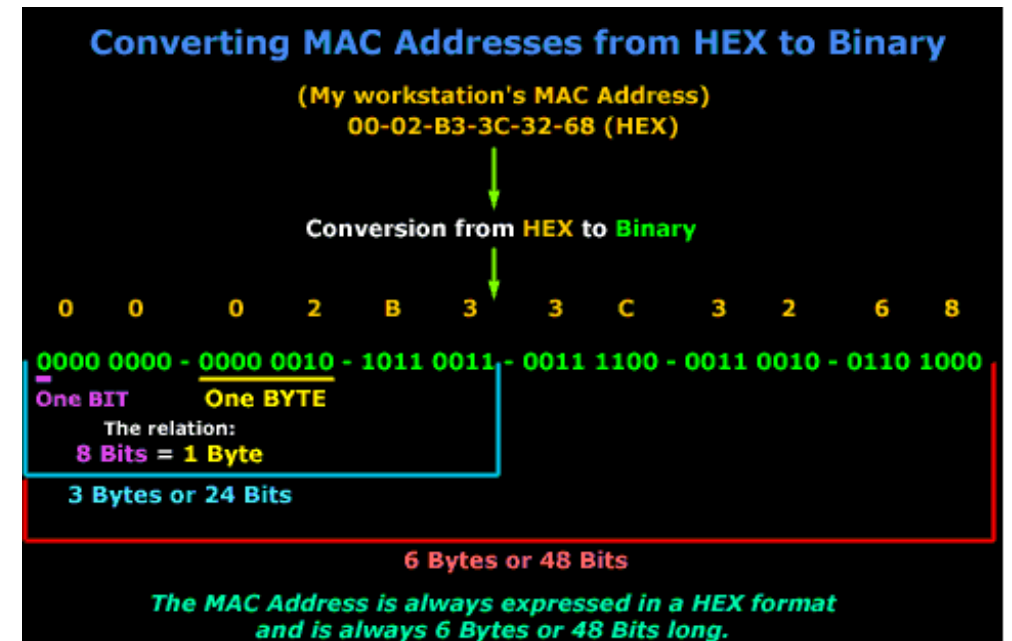 Converting MAC Addresses from HEX to Binary
(My workstation's MAC Address)
00-02-B3-3C-32-68 (HEX)
Conversion from HEX to Binary
0 0 0 2 B 3 3 C 3 2 6 8
0000 0000 - 0000 0010 - 1011 0011 - 0011 1100 - 0011 0010 - 0110 1000
One BIT One BYTE
The relation:
8 Bits = 1 Byte
3 Bytes or 24 Bits
6 Bytes or 48 Bits
The MAC Address is always expressed in a HEX format
and is always 6 Bytes or 48 Bits long.